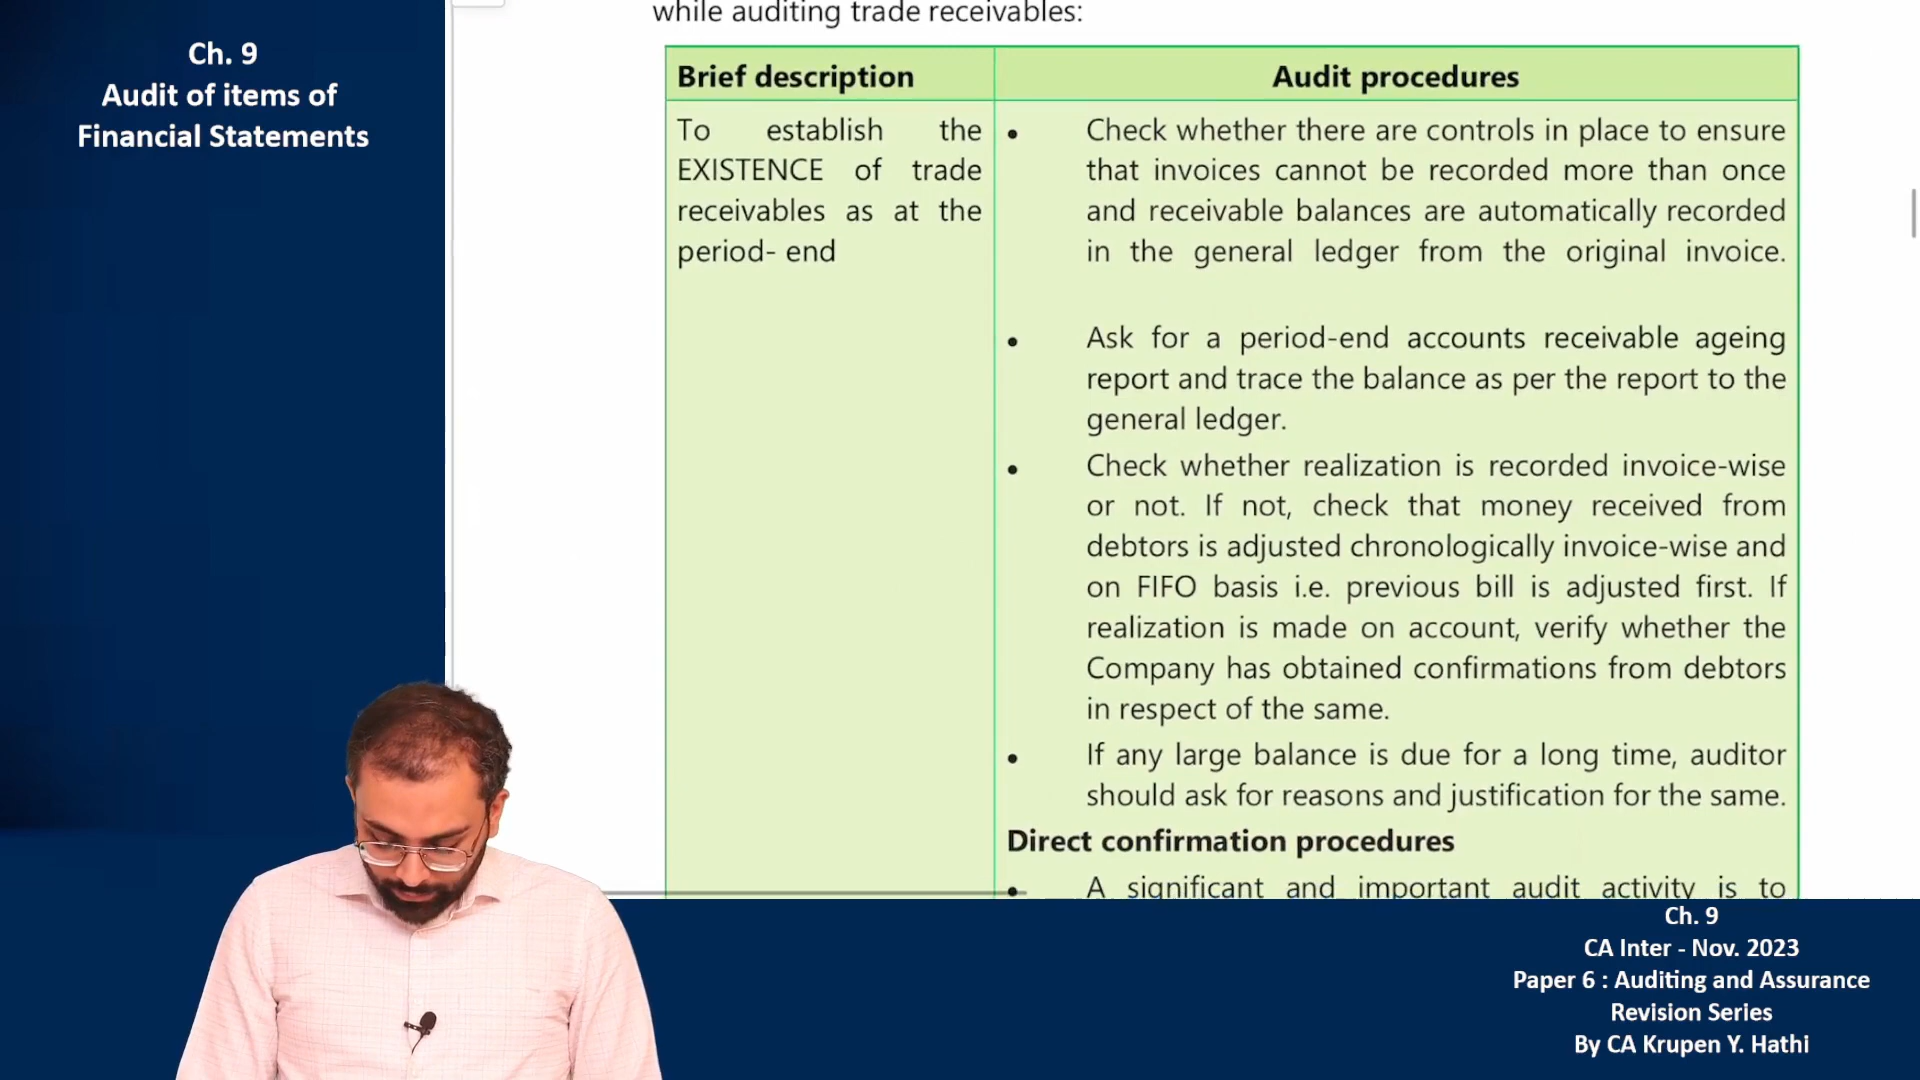 Ch. 9
Audit of items of
Financial Statements
while auditing trade receivables:
Brief description
Audit procedures
To establish the
EXISTENCE of trade
receivables as at the
period- end
• Check whether there are controls in place to ensure
that invoices cannot be recorded more than once
and receivable balances are automatically recorded
in the general ledger from the original invoice.
• Ask for a period-end accounts receivable ageing
report and trace the balance as per the report to the
general ledger.
• Check whether realization is recorded invoice-wise
or not. If not, check that money received from
debtors is adjusted chronologically invoice-wise and
on FIFO basis i.e. previous bill is adjusted first. If
realization is made on account, verify whether the
Company has obtained confirmations from debtors
in respect of the same.
• If any large balance is due for a long time, auditor
should ask for reasons and justification for the same.
Direct confirmation procedures
• A significant and important audit activity is to
Ch. 9
CA Inter - Nov. 2023
Paper 6 : Auditing and Assurance
Revision Series
By CA Krupen Y. Hathi